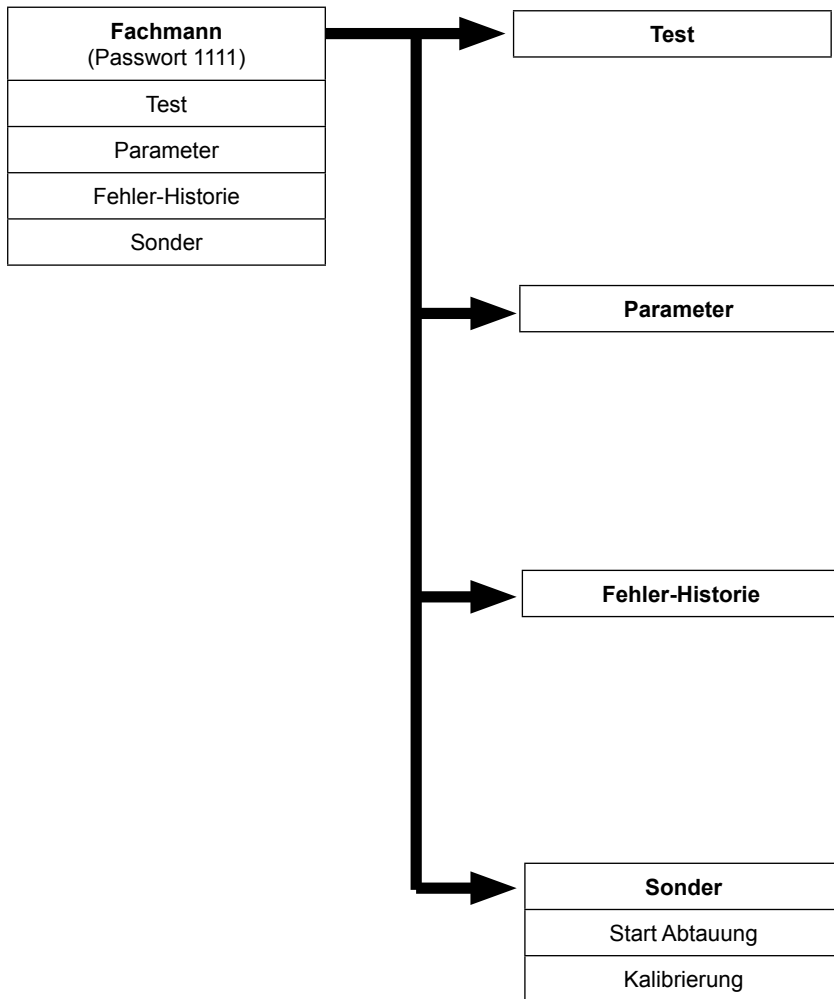 Fachmann
(Passwort 1111)
Test
Parameter
Fehler-Historie
Sonder
Test
Parameter
Fehler-Historie
Sonder
Start Abtauung
Kalibrierung